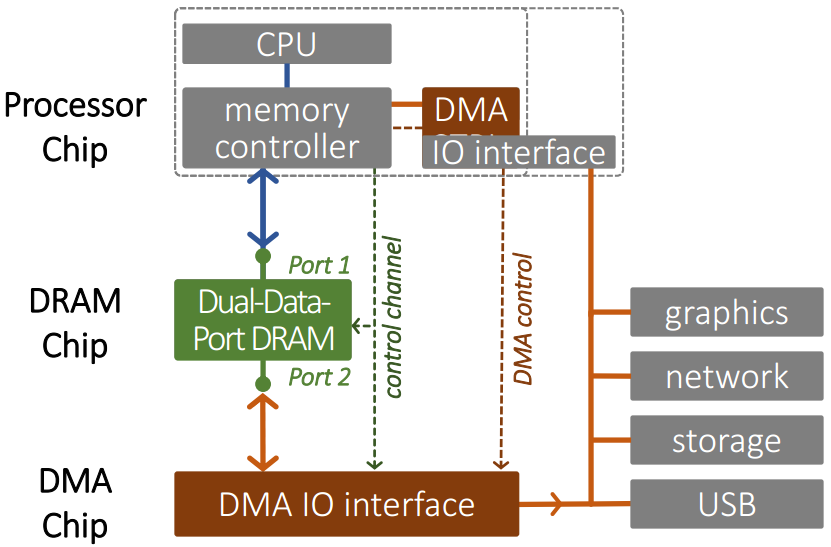 CPU
Processor
Chip
memory
controller
DMA
IO interface
Port 1
control channel
DMA control
DRAM
Chip
Dual-Data-
Port DRAM
Port 2
graphics
network
storage
USB
DMA
Chip
DMA IO interface